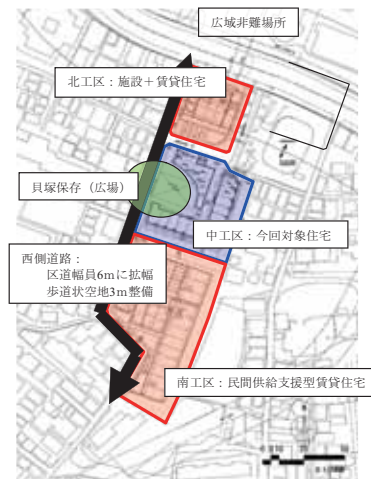 広域非難場所
北工区：施設＋賃貸住宅
貝塚保存（広場）
中工区：今回対象住宅
西側道路：
区道幅員6mに拡幅
歩道状空地3m整備
南工区：民間供給支援型賃貸住宅